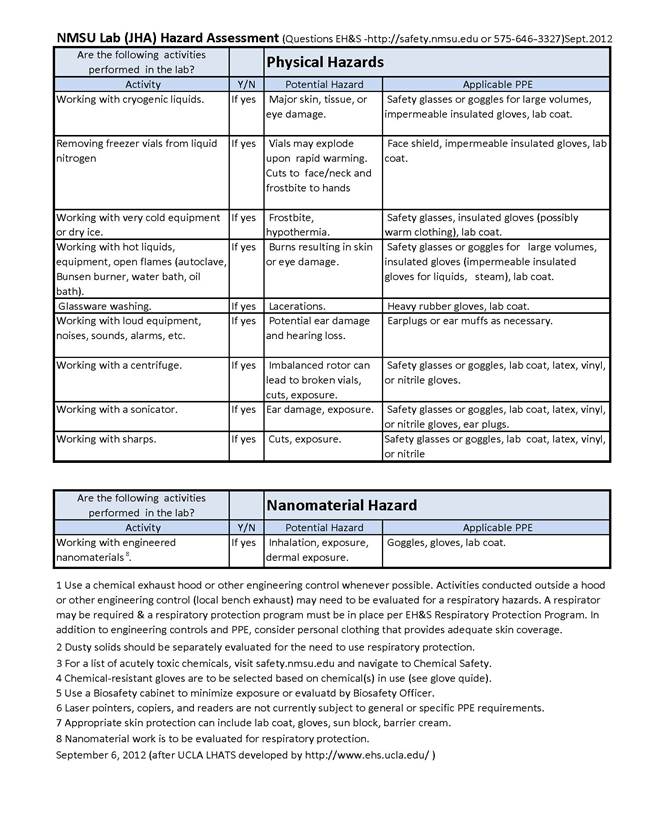 NMSU Lab (JHA) Hazard Assessment (Questions EH&S -http://safety.nmsu.edu or 575-646-3327)Sept.2012
Are the following activities
performed in the lab?
Physical Hazards
Activity Y/N Potential Hazard Applicable PPE
Working with cryogenic liquids. If yes Major skin, tissue, or Safety glasses or goggles for large volumes,
eye damage. impermeable insulated gloves, lab coat.
Removing freezer vials from liquid If yes Vials may explode Face shield, impermeable insulated gloves, lab
nitrogen upon rapid warming. coat.
Cuts to face/neck and
frostbite to hands
Working with very cold equipment If yes Frostbite, Safety glasses, insulated gloves (possibly
or dry ice. hypothermia. warm clothing), lab coat.
Working with hot liquids, If yes Burns resulting in skin Safety glasses or goggles for large volumes,
equipment, open flames (autoclave, or eye damage. insulated gloves (impermeable insulated
Bunsen burner, water bath, oil gloves for liquids, steam), lab coat.
bath).
Glassware washing. If yes Lacerations. Heavy rubber gloves, lab coat.
Working with loud equipment, If yes Potential ear damage Earplugs or ear muffs as necessary.
noises, sounds, alarms, etc. and hearing loss.
Working with a centrifuge. If yes Imbalanced rotor can Safety glasses or goggles, lab coat, latex, vinyl,
lead to broken vials, or nitrile gloves.
cuts, exposure.
Working with a sonicator. If yes Ear damage, exposure. Safety glasses or goggles, lab coat, latex, vinyl,
or nitrile gloves, ear plugs.
Working with sharps. If yes Cuts, exposure. Safety glasses or goggles, lab coat, latex, vinyl,
or nitrile
Are the following activities
performed in the lab?
Nanomaterial Hazard
Activity Y/N Potential Hazard Applicable PPE
Working with engineered If yes Inhalation, exposure, Goggles, gloves, lab coat.
nanomaterials 8. dermal exposure.
1 Use a chemical exhaust hood or other engineering control whenever possible. Activities conducted outside a hood
or other engineering control (local bench exhaust) may need to be evaluated for a respiratory hazards. A respirator
may be required & a respiratory protection program must be in place per EH&S Respiratory Protection Program. In
addition to engineering controls and PPE, consider personal clothing that provides adequate skin coverage.
2 Dusty solids should be separately evaluated for the need to use respiratory protection.
3 For a list of acutely toxic chemicals, visit safety.nmsu.edu and navigate to Chemical Safety.
4 Chemical-resistant gloves are to be selected based on chemical(s) in use (see glove quide).
5 Use a Biosafety cabinet to minimize exposure or evaluatd by Biosafety Officer.
6 Laser pointers, copiers, and readers are not currently subject to general or specific PPE requirements.
7 Appropriate skin protection can include lab coat, gloves, sun block, barrier cream.
8 Nanomaterial work is to be evaluated for respiratory protection.
September 6, 2012 (after UCLA LHATS developed by http://www.ehs.ucla.edu/ )